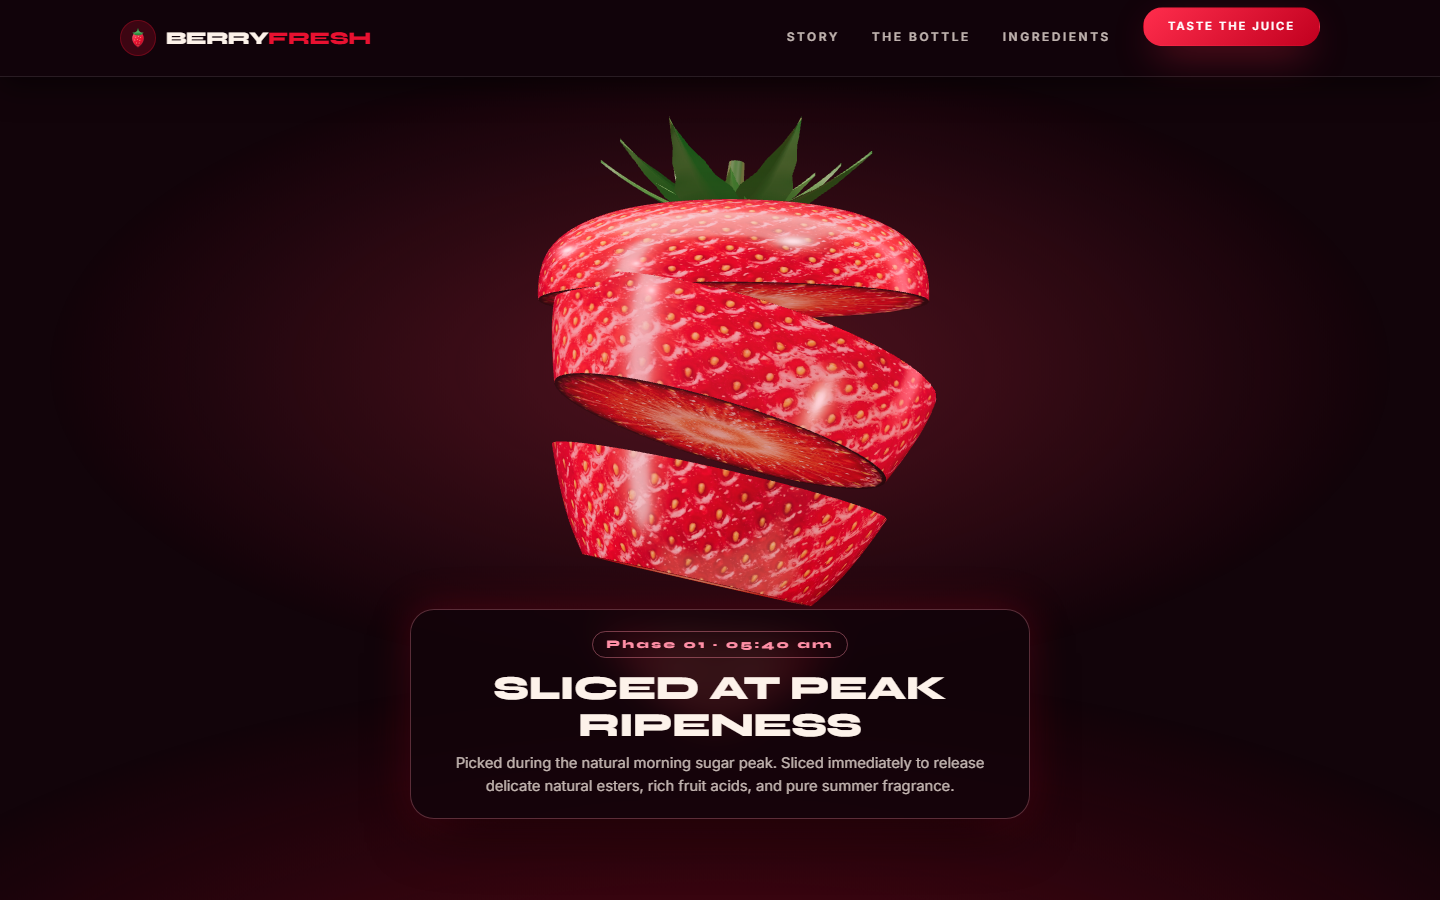 BERRYFRESH
STORY
THE BOTTLE
INGREDIENTS
TASTE THE JUICE
Phase 01 · 05:40 am
SLICED AT PEAK
RIPENESS
Picked during the natural morning sugar peak. Sliced immediately to release
delicate natural esters, rich fruit acids, and pure summer fragrance.